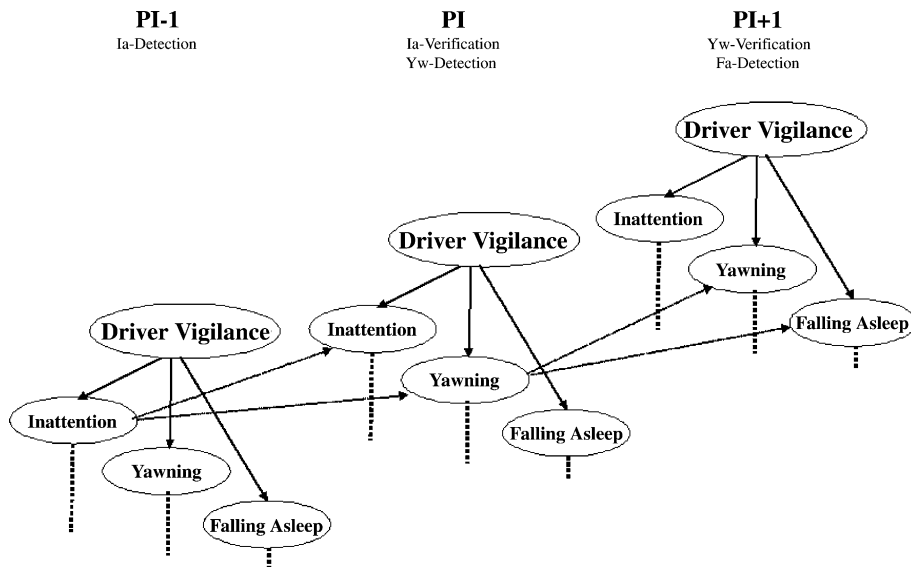 PI-1
Ia-Detection
PI
Ia-Verification
Yw-Detection
PI+1
Yw-Verification
Fa-Detection
Driver Vigilance
Inattention
Yawning
Falling Asleep
Driver Vigilance
Inattention
Yawning
Falling Asleep
Driver Vigilance
Inattention
Yawning
Falling Asleep